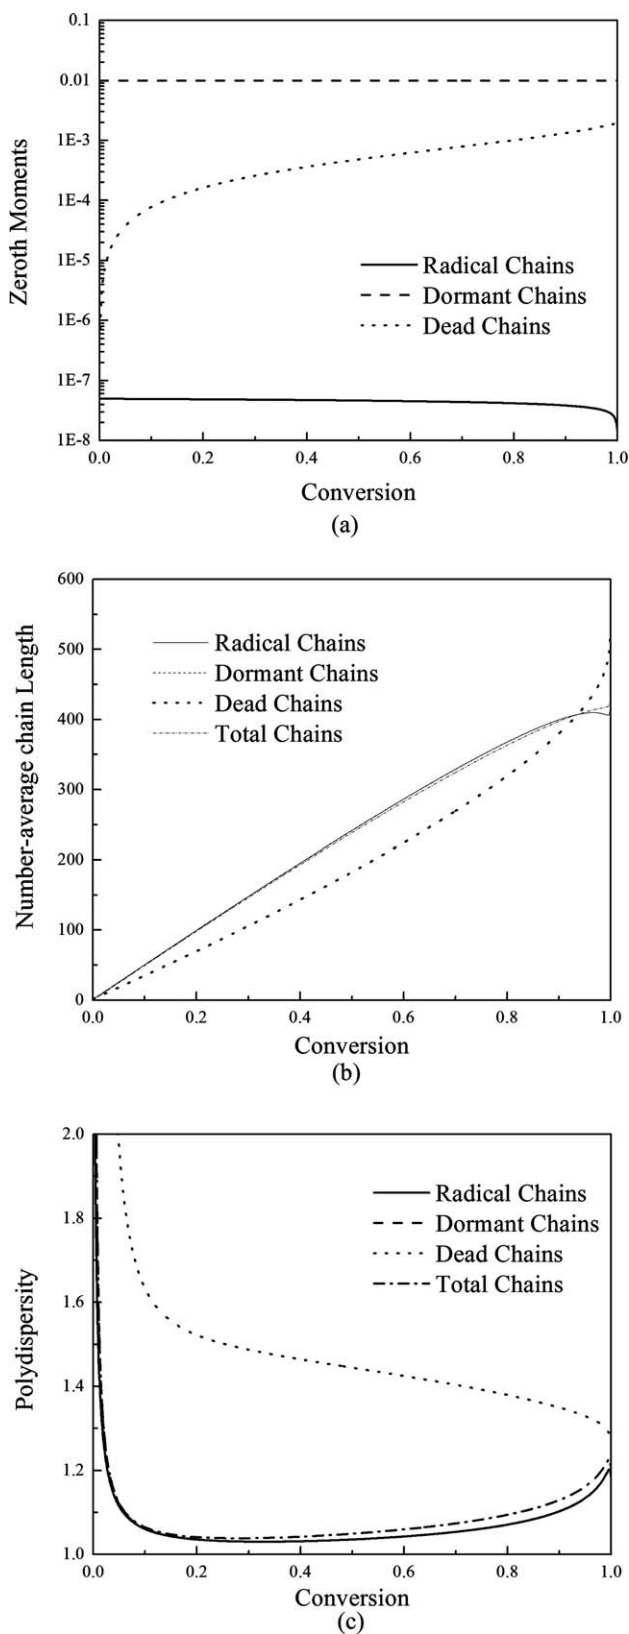 0.1
0.01
1E-3
1E-4
1E-5
1E-6
1E-7
1E-8
Zeroth Moments
Radical Chains
Dormant Chains
Dead Chains
0.0 0.2 0.4 0.6 0.8 1.0
Conversion
(a)
600
500
400
300
200
100
0
Number-average chain Length
Radical Chains
Dormant Chains
Dead Chains
Total Chains
0.0 0.2 0.4 0.6 0.8 1.0
Conversion
(b)
2.0
1.8
1.6
1.4
1.2
1.0
Polydispersity
Radical Chains
Dormant Chains
Dead Chains
Total Chains
0.0 0.2 0.4 0.6 0.8 1.0
Conversion
(c)